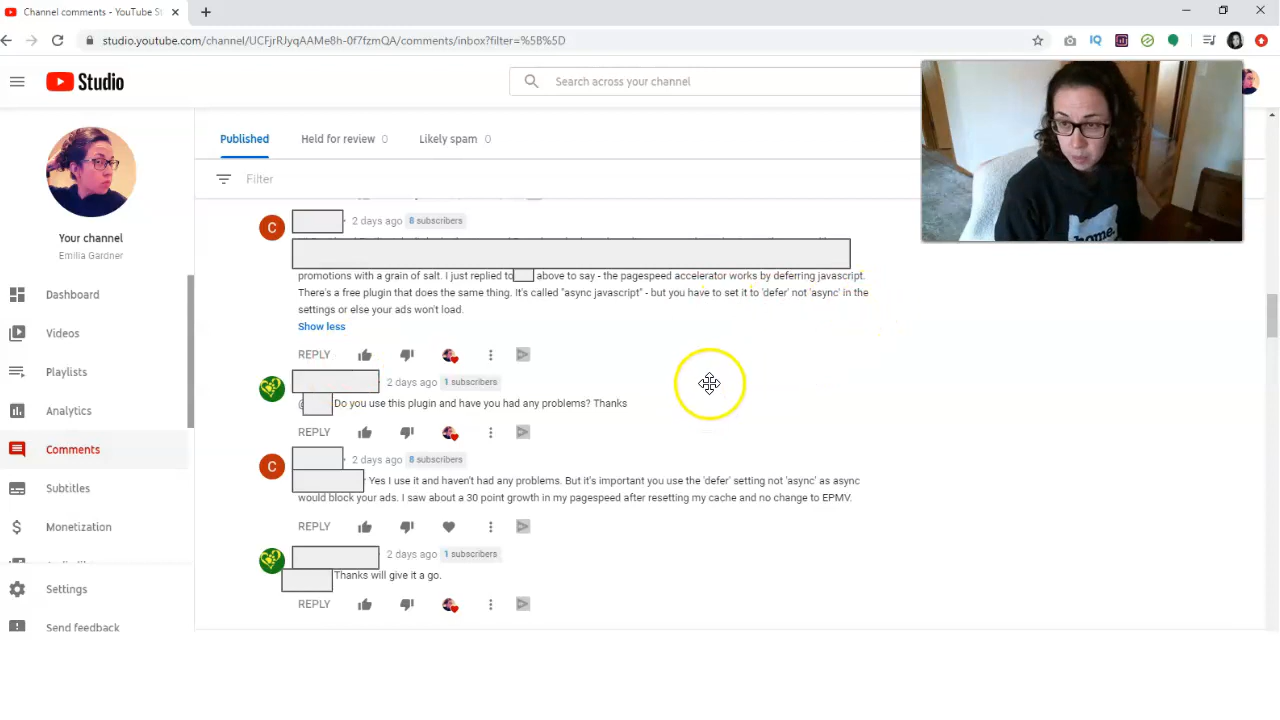 Channel comments - YouTube St
studio.youtube.com/channel/UCFjrRJyqAAMe8h-0f7fzmQA/comments/inbox?filter=%5B%5D
Studio
Search across your channel
Your channel
Emilia Gardner
Dashboard
Videos
Playlists
Analytics
Comments
Subtitles
Monetization
Settings
Send feedback
Published
Held for review 0
Likely spam 0
Filter
C
2 days ago 8 subscribers
promotions with a grain of salt. I just replied to above to say - the pagespeed accelerator works by deferring javascript.
There's a free plugin that does the same thing. It's called "async javascript" - but you have to set it to 'defer' not 'async' in the
settings or else your ads won't load.
Show less
REPLY
2 days ago 1 subscribers
@ Do you use this plugin and have you had any problems? Thanks
REPLY
C
2 days ago 8 subscribers
Yes I use it and haven't had any problems. But it's important you use the 'defer' setting not 'async' as async
would block your ads. I saw about a 30 point growth in my pagespeed after resetting my cache and no change to EPMV.
REPLY
2 days ago 1 subscribers
Thanks will give it a go.
REPLY
home.